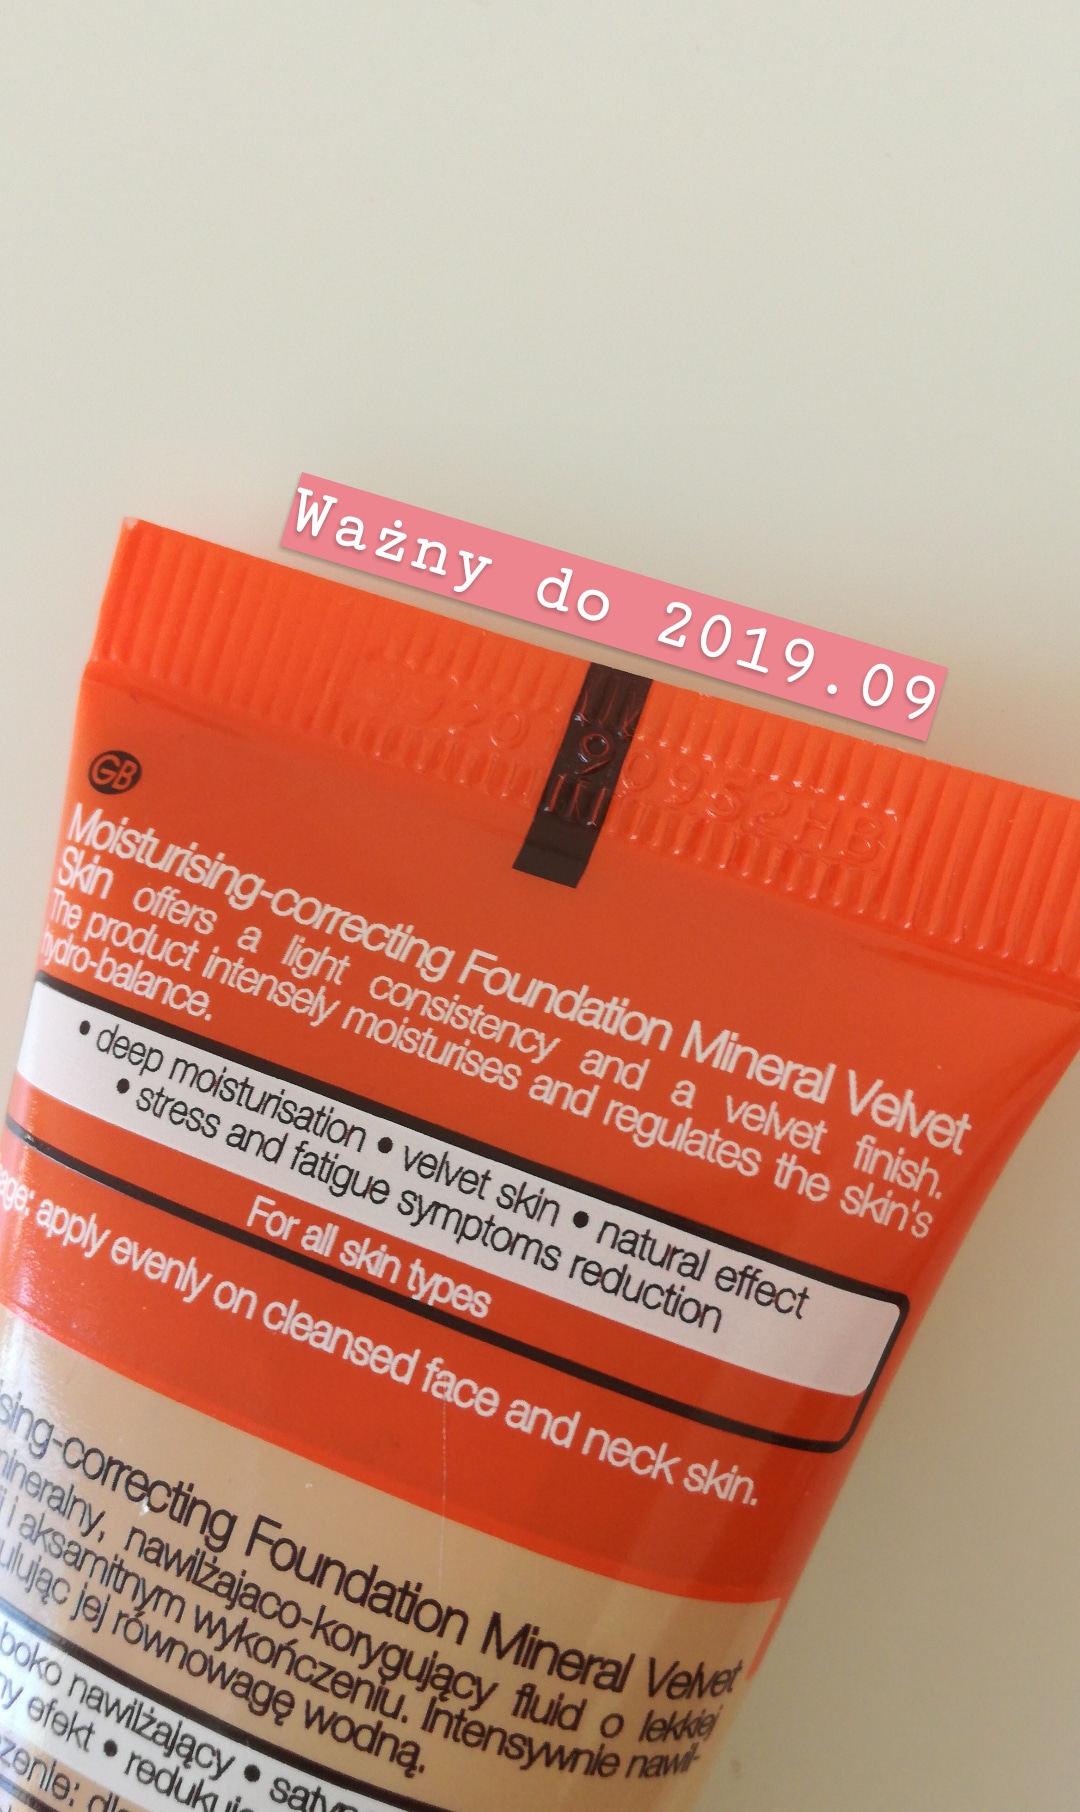 Ważny do 2019.09
GB
Moisturising-correcting Foundation Mineral Velvet
Skin offers a light consistency and a velvet finish.
The product intensely moisturises and regulates the skin's
hydro-balance.
• deep moisturisation • velvet skin • natural effect
• stress and fatigue symptoms reduction
For all skin types
apply evenly on cleansed face and neck skin.
-correcting Foundation Mineral Velvet
mineralny, nawilżajaco-korygujący fluid o lekkiej
i aksamitnym wykończeniu. Intensywnie nawil-
jej równowagę wodną.
nawilżający •
efekt •